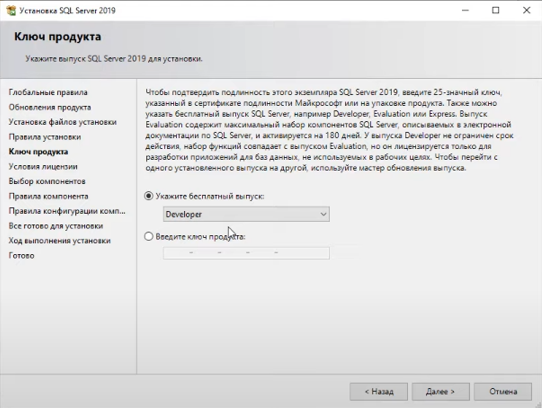 Установка SQL Server 2019
Ключ продукта
Укажите выпуск SQL Server 2019 для установки.
Глобальные правила
Обновления продукта
Установка файлов установки
Правила установки
Ключ продукта
Условия лицензии
Выбор компонентов
Правила компонента
Правила конфигурации комп...
Все готово для установки
Ход выполнения установки
Готово
Чтобы подтвердить подлинность этого экземпляра SQL Server 2019, введите 25-значный ключ,
указанный в сертификате подлинности Майкрософт или на упаковке продукта. Также можно
указать бесплатный выпуск SQL Server, например Developer, Evaluation или Express. Выпуск
Evaluation содержит максимальный набор компонентов SQL Server, описываемых в электронной
документации по SQL Server, и активируется на 180 дней. У выпуска Developer не ограничен срок
действия, набор функций совпадает с выпуском Evaluation, но он лицензируется только для
разработки приложений для баз данных, не используемых в рабочих целях. Чтобы перейти с
одного установленного выпуска на другой, используйте мастер обновления выпуска.
Укажите бесплатный выпуск:
Developer
Введите ключ продукта:
- - - -
< Назад
Далее >
Отмена